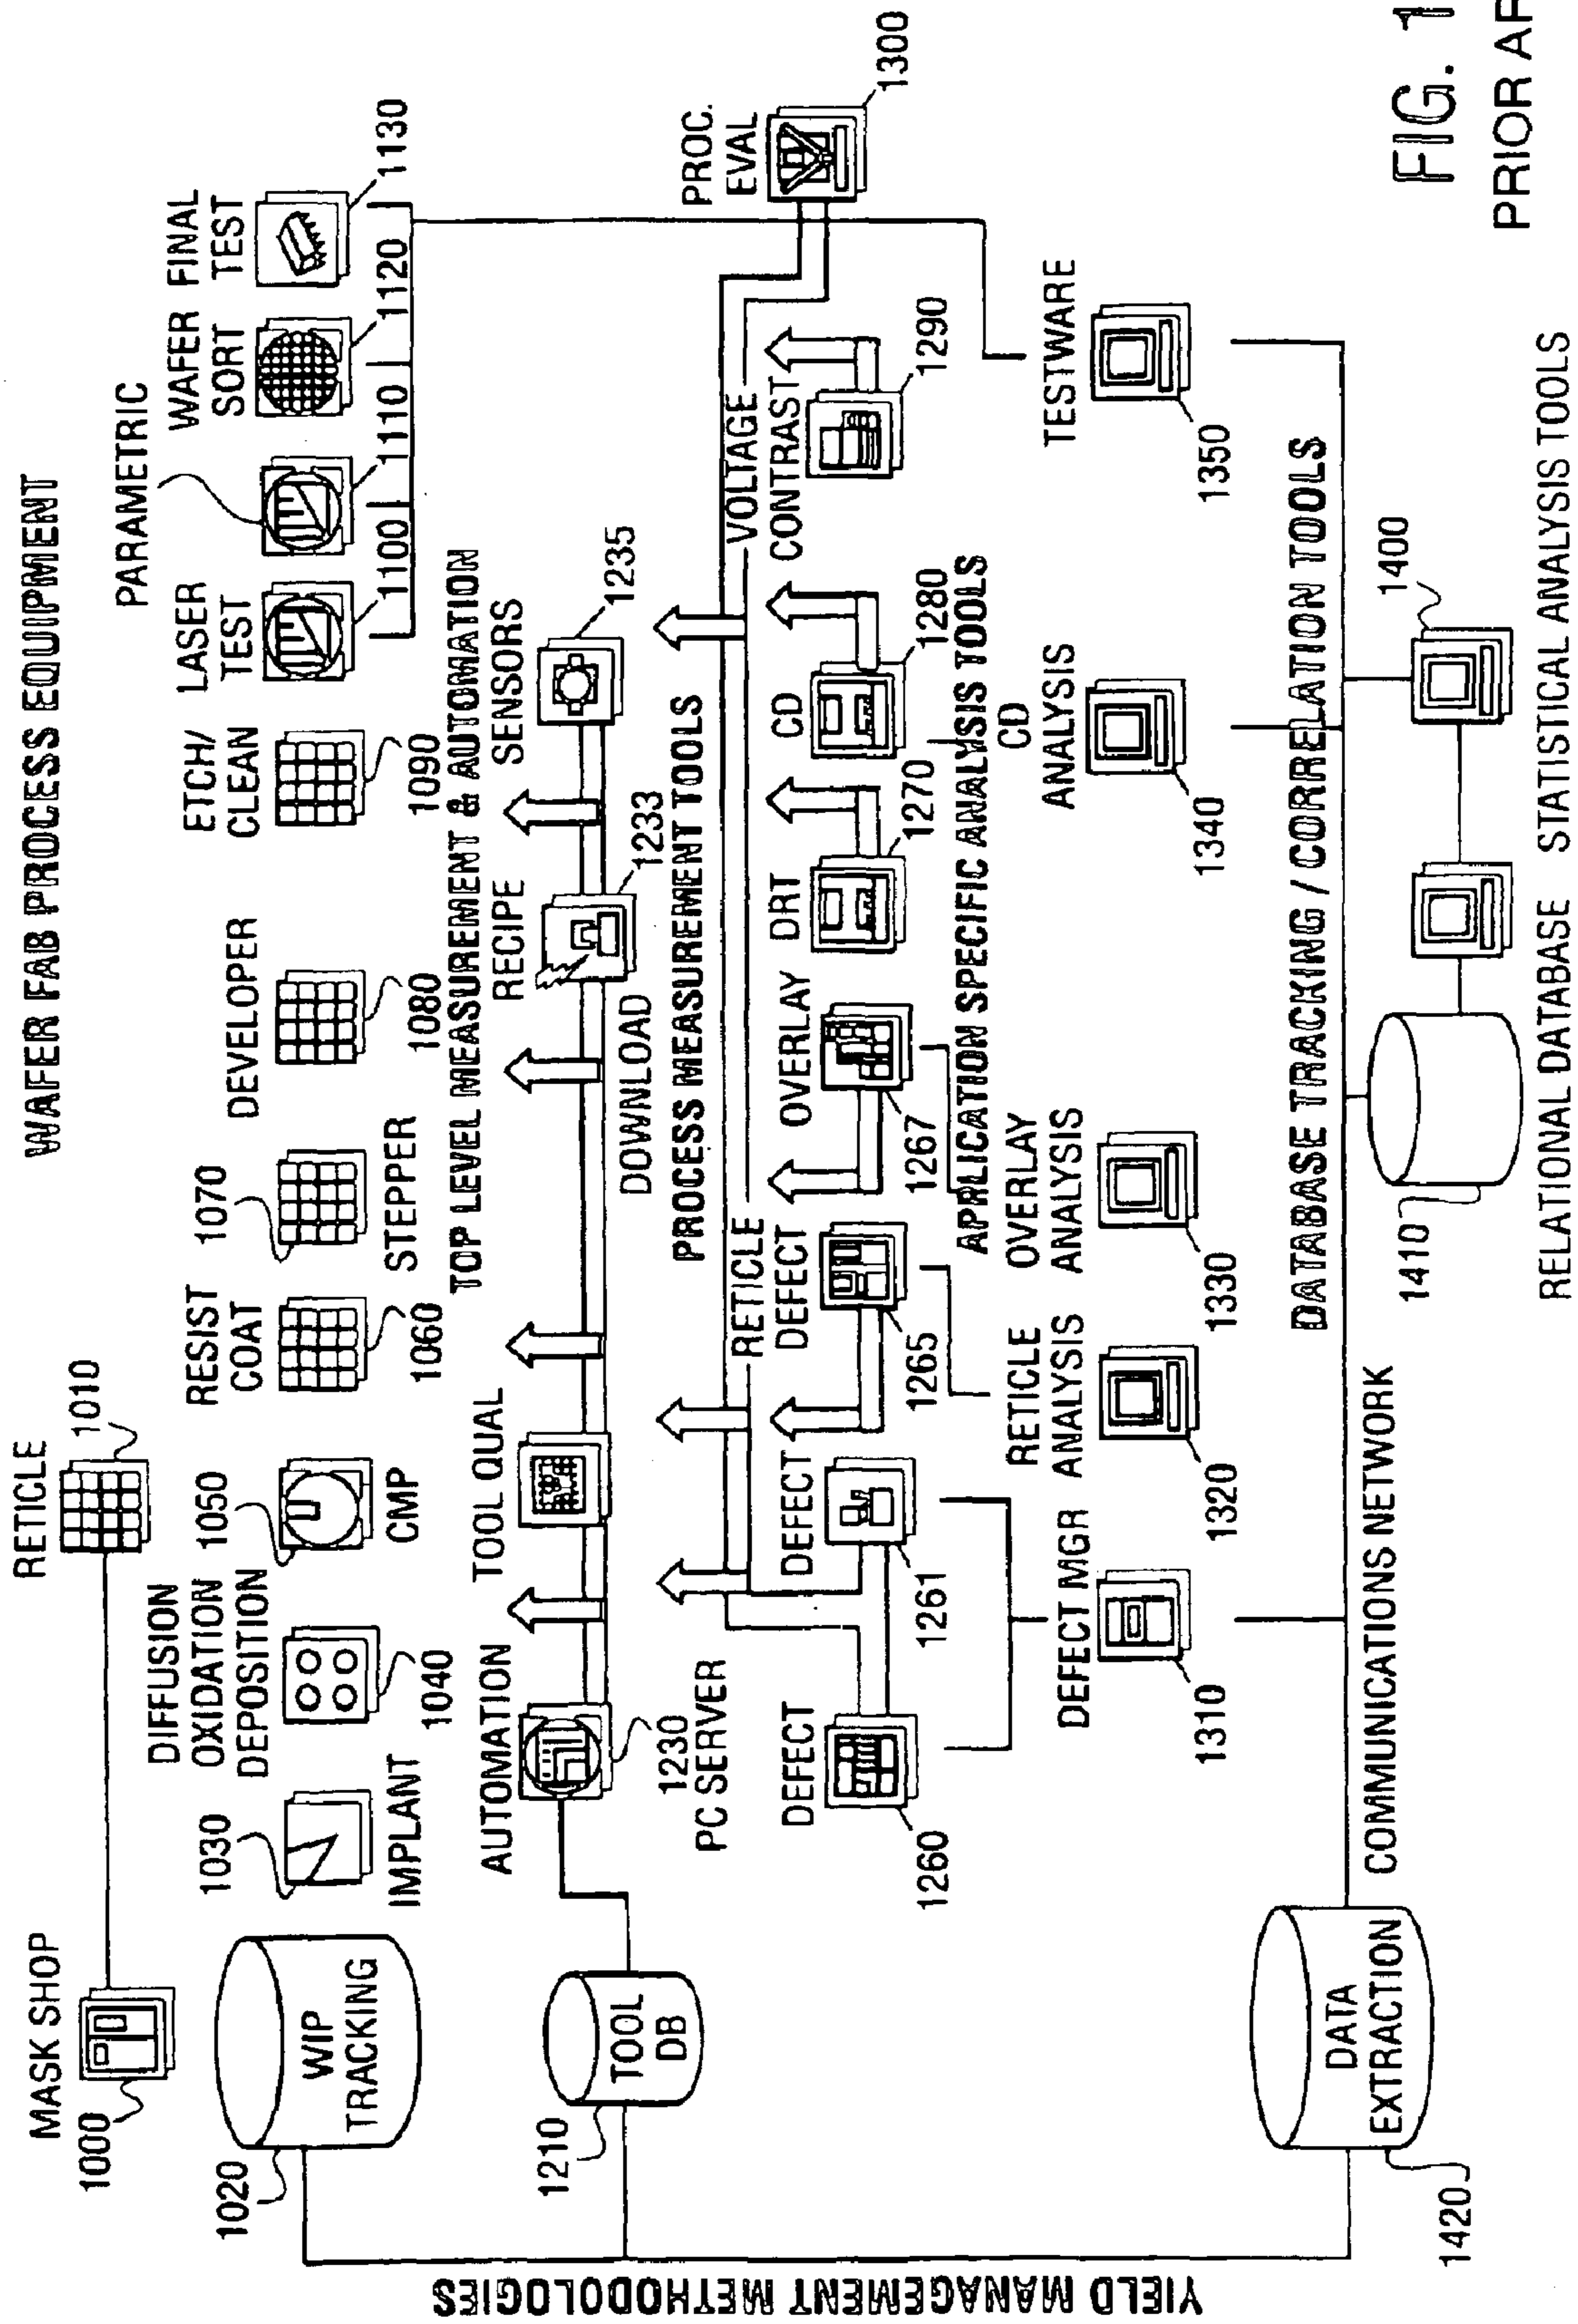 WAFER FAB PROCESS EQUIPMENT
MASK SHOP
1000
RETICLE
1010
WIP
TRACKING
1020
1030
IMPLANT
DIFFUSION
OXIDATION
DEPOSITION
1040
1050
CMP
RESIST
COAT
1060
1070
STEPPER
DEVELOPER
1080
ETCH/
CLEAN
1090
LASER
TEST
1100
PARAMETRIC
1110
WAFER
SORT
1120
FINAL
TEST
1130
TOP LEVEL MEASUREMENT & AUTOMATION
TOOL
DB
1210
AUTOMATION
1230
PC SERVER
TOOL QUAL
RECIPE
1233
DOWNLOAD
SENSORS
1235
PROCESS MEASUREMENT TOOLS
DEFECT
1260
DEFECT
1261
RETICLE
DEFECT
1265
OVERLAY
1267
DRT
1270
CD
1280
VOLTAGE
CONTRAST
1290
PROC.
EVAL
1300
APPLICATION SPECIFIC ANALYSIS TOOLS
DEFECT MGR
1310
RETICLE
ANALYSIS
1320
OVERLAY
ANALYSIS
1330
CD
ANALYSIS
1340
TESTWARE
1350
DATABASE TRACKING / CORRELATION TOOLS
DATA
EXTRACTION
1420
COMMUNICATIONS NETWORK
1410
1400
RELATIONAL DATABASE
STATISTICAL ANALYSIS TOOLS
YIELD MANAGEMENT METHODOLOGIES
FIG. 1
PRIOR AR